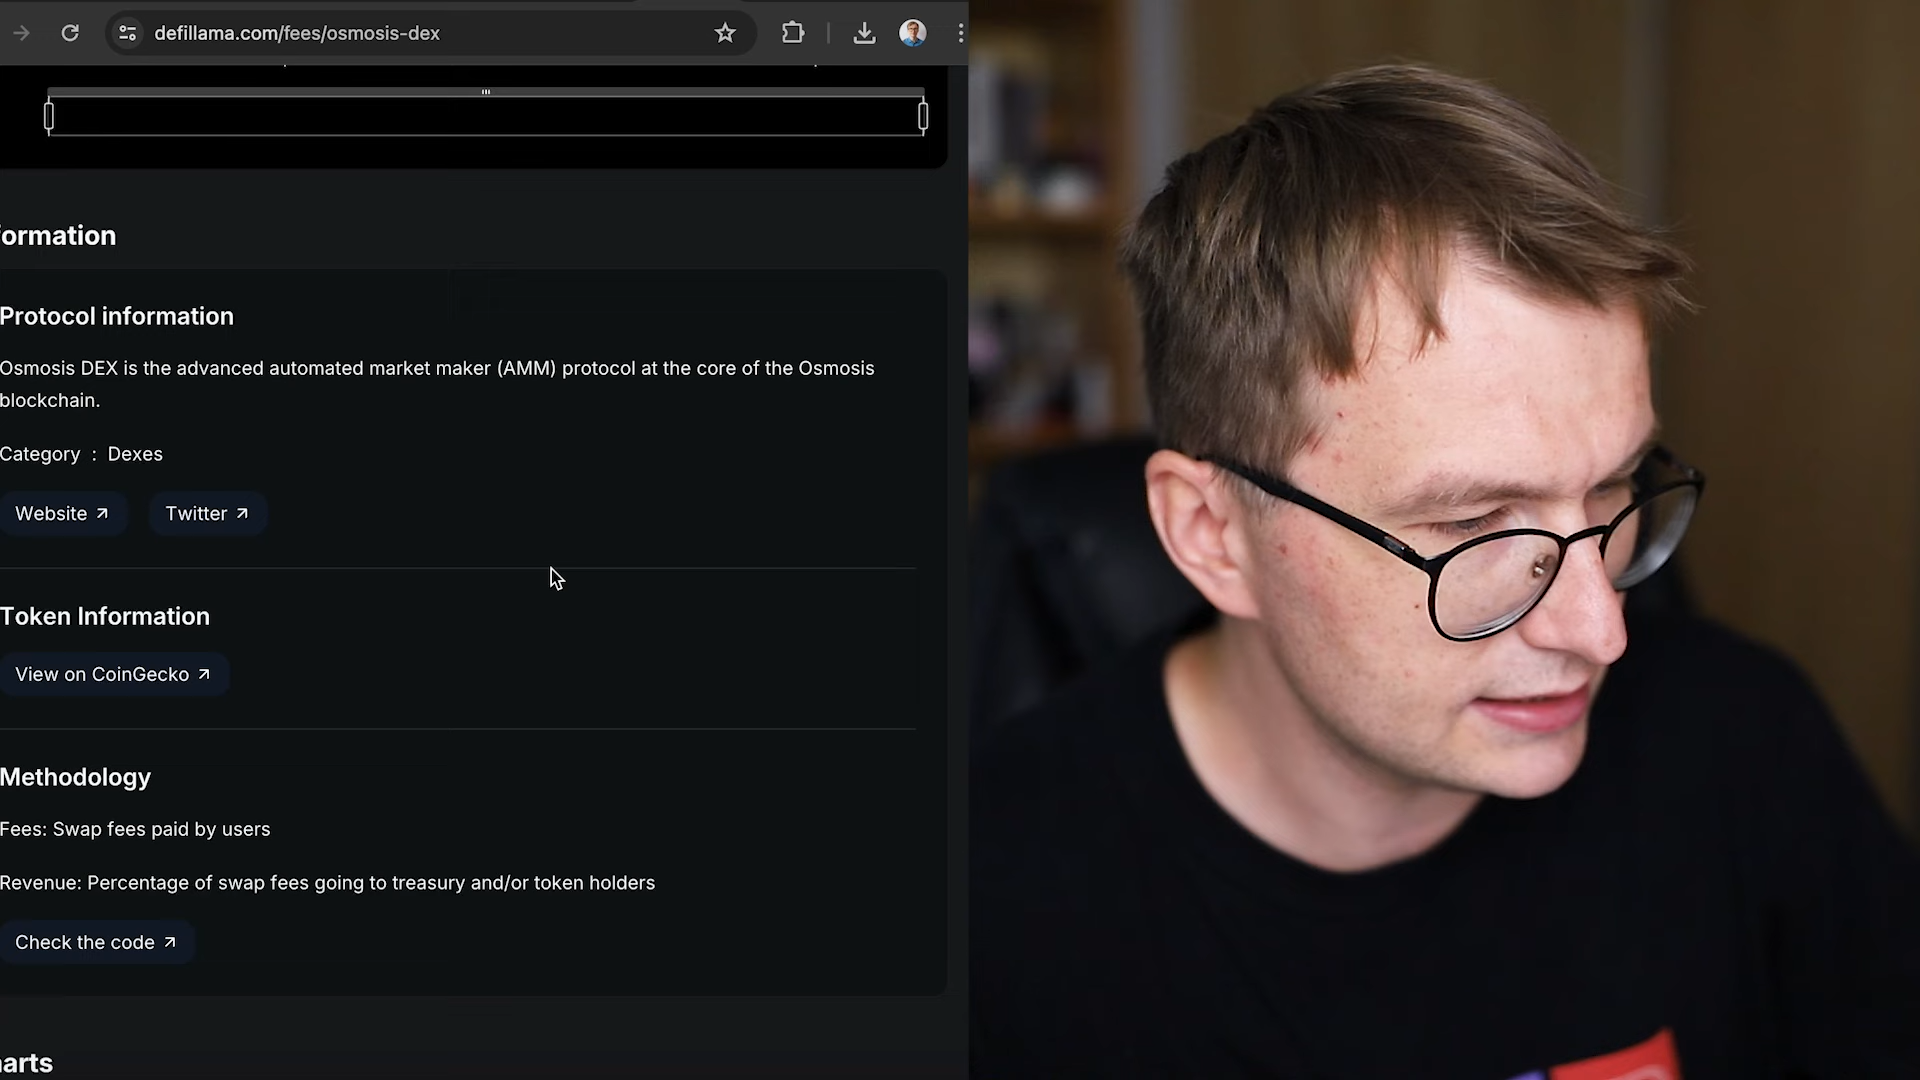 defillama.com/fees/osmosis-dex
formation
Protocol information
Osmosis DEX is the advanced automated market maker (AMM) protocol at the core of the Osmosis
blockchain.
Category : Dexes
Website
Twitter
Token Information
View on CoinGecko
Methodology
Fees: Swap fees paid by users
Revenue: Percentage of swap fees going to treasury and/or token holders
Check the code
arts